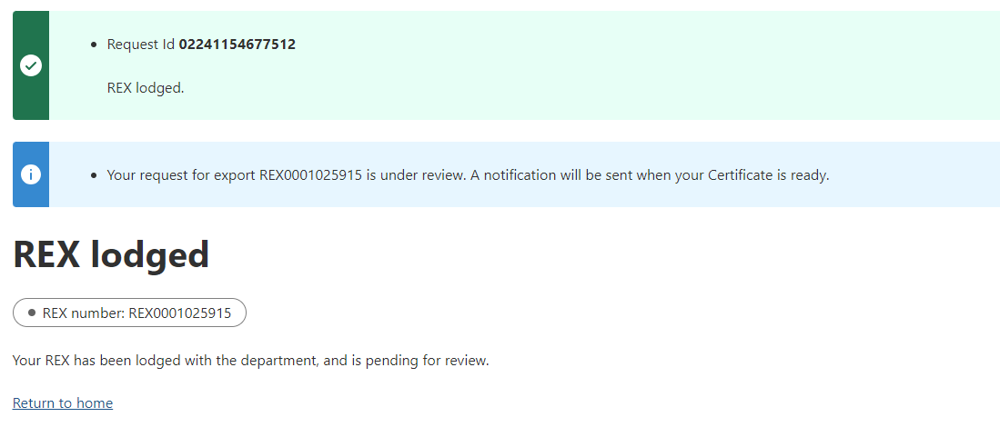 Request Id 02241154677512
REX lodged.
Your request for export REX0001025915 is under review. A notification will be sent when your Certificate is ready.
REX lodged
REX number: REX0001025915
Your REX has been lodged with the department, and is pending for review.
Return to home